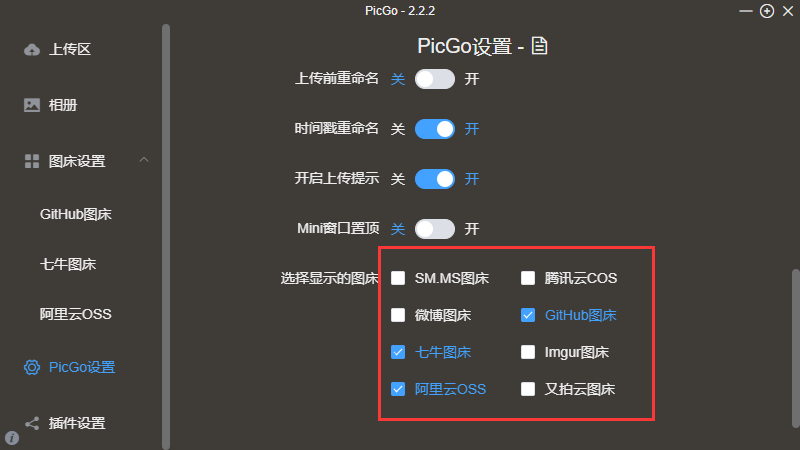 PicGo - 2.2.2
上传区
相册
图床设置
GitHub图床
七牛图床
阿里云OSS
PicGo设置
插件设置
PicGo设置 -
上传前重命名 关 开
时间戳重命名 关 开
开启上传提示 关 开
Mini窗口置顶 关 开
选择显示的图床 SM.MS图床 腾讯云COS
微博图床 GitHub图床
七牛图床 Imgur图床
阿里云OSS 又拍云图床